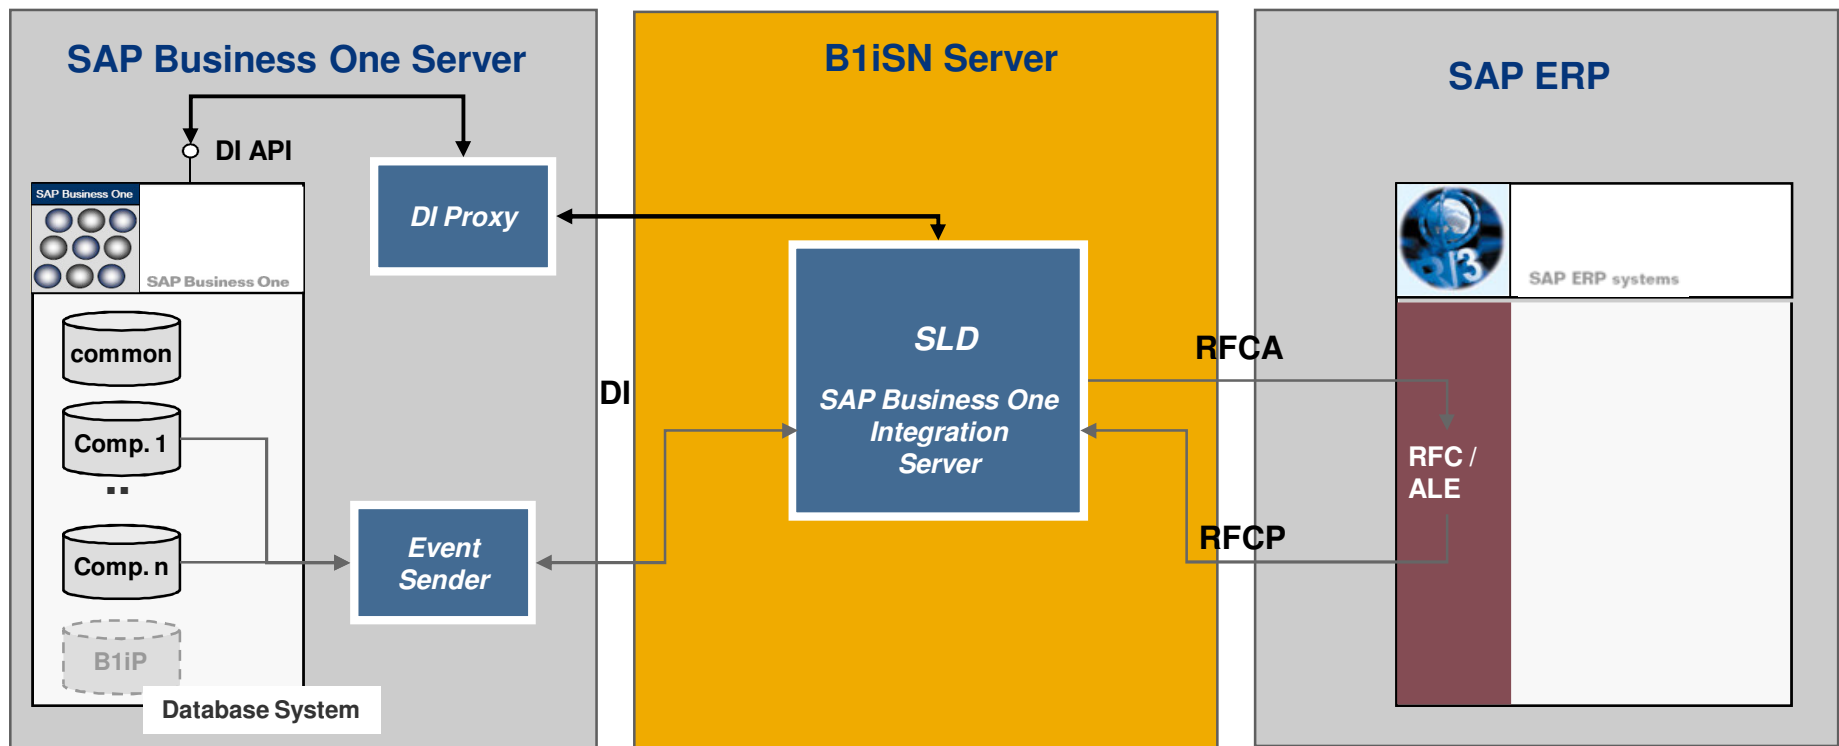 SAP Business One Server
DI API
SAP Business One
SAP Business One
DI Proxy
common
Comp. 1
..
Comp. n
B1iP
Database System
Event
Sender
DI
B1iSN Server
SLD
SAP Business One
Integration
Server
RFCA
RFCP
SAP ERP
R/3
SAP ERP systems
RFC /
ALE